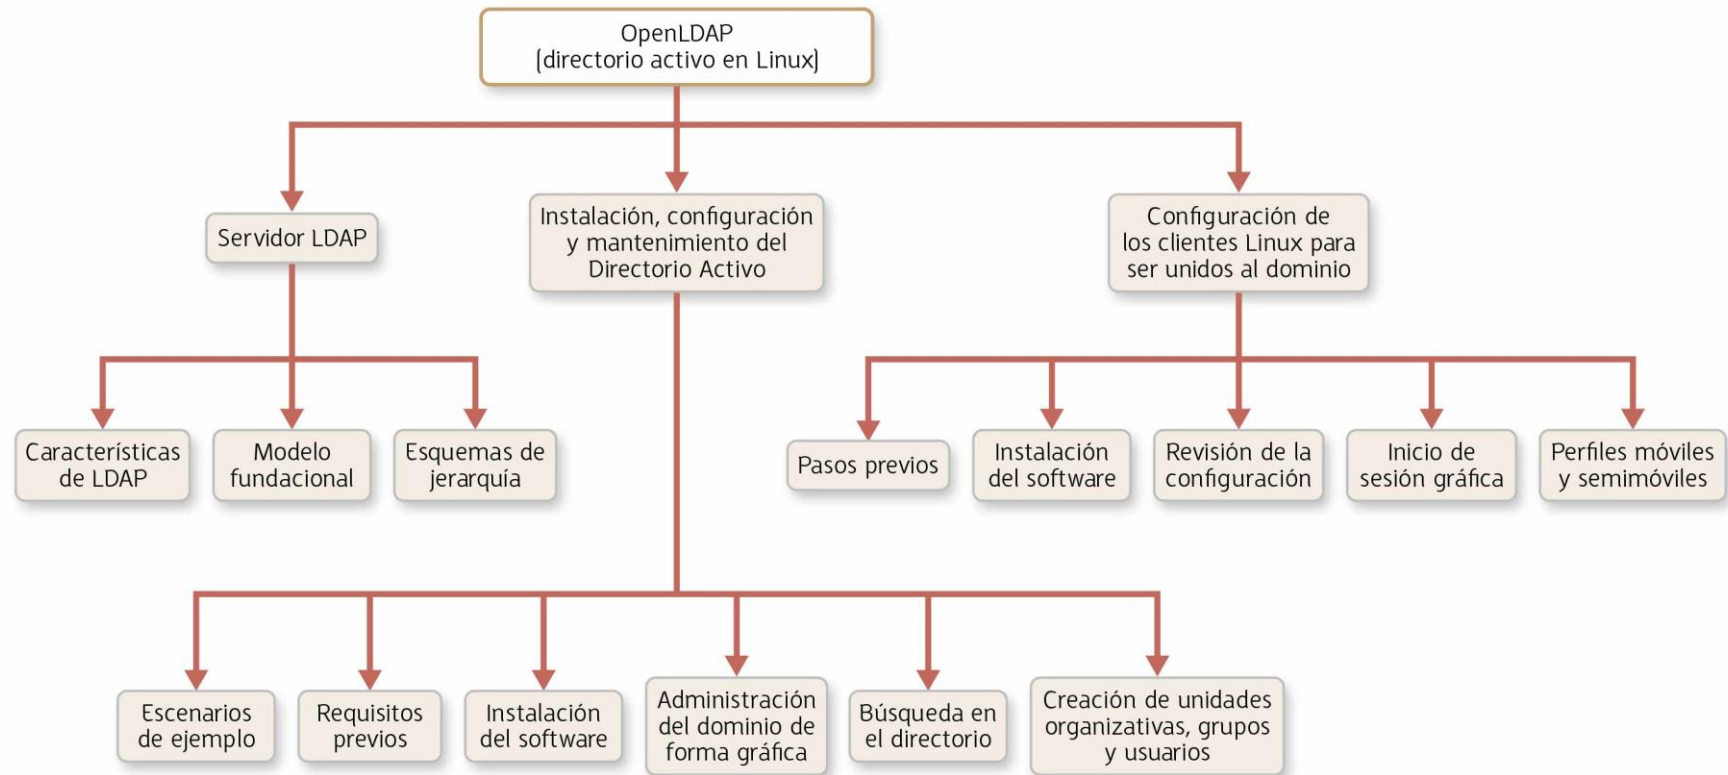 OpenLDAP
(directorio activo en Linux)
Servidor LDAP
Instalación, configuración
y mantenimiento del
Directorio Activo
Configuración de
los clientes Linux para
ser unidos al dominio
Características
de LDAP
Modelo
fundacional
Esquemas de
jerarquía
Pasos previos
Instalación
del software
Revisión de la
configuración
Inicio de
sesión gráfica
Perfiles móviles
y semimóviles
Escenarios
de ejemplo
Requisitos
previos
Instalación
del software
Administración
del dominio de
forma gráfica
Búsqueda en
el directorio
Creación de unidades
organizativas, grupos
y usuarios